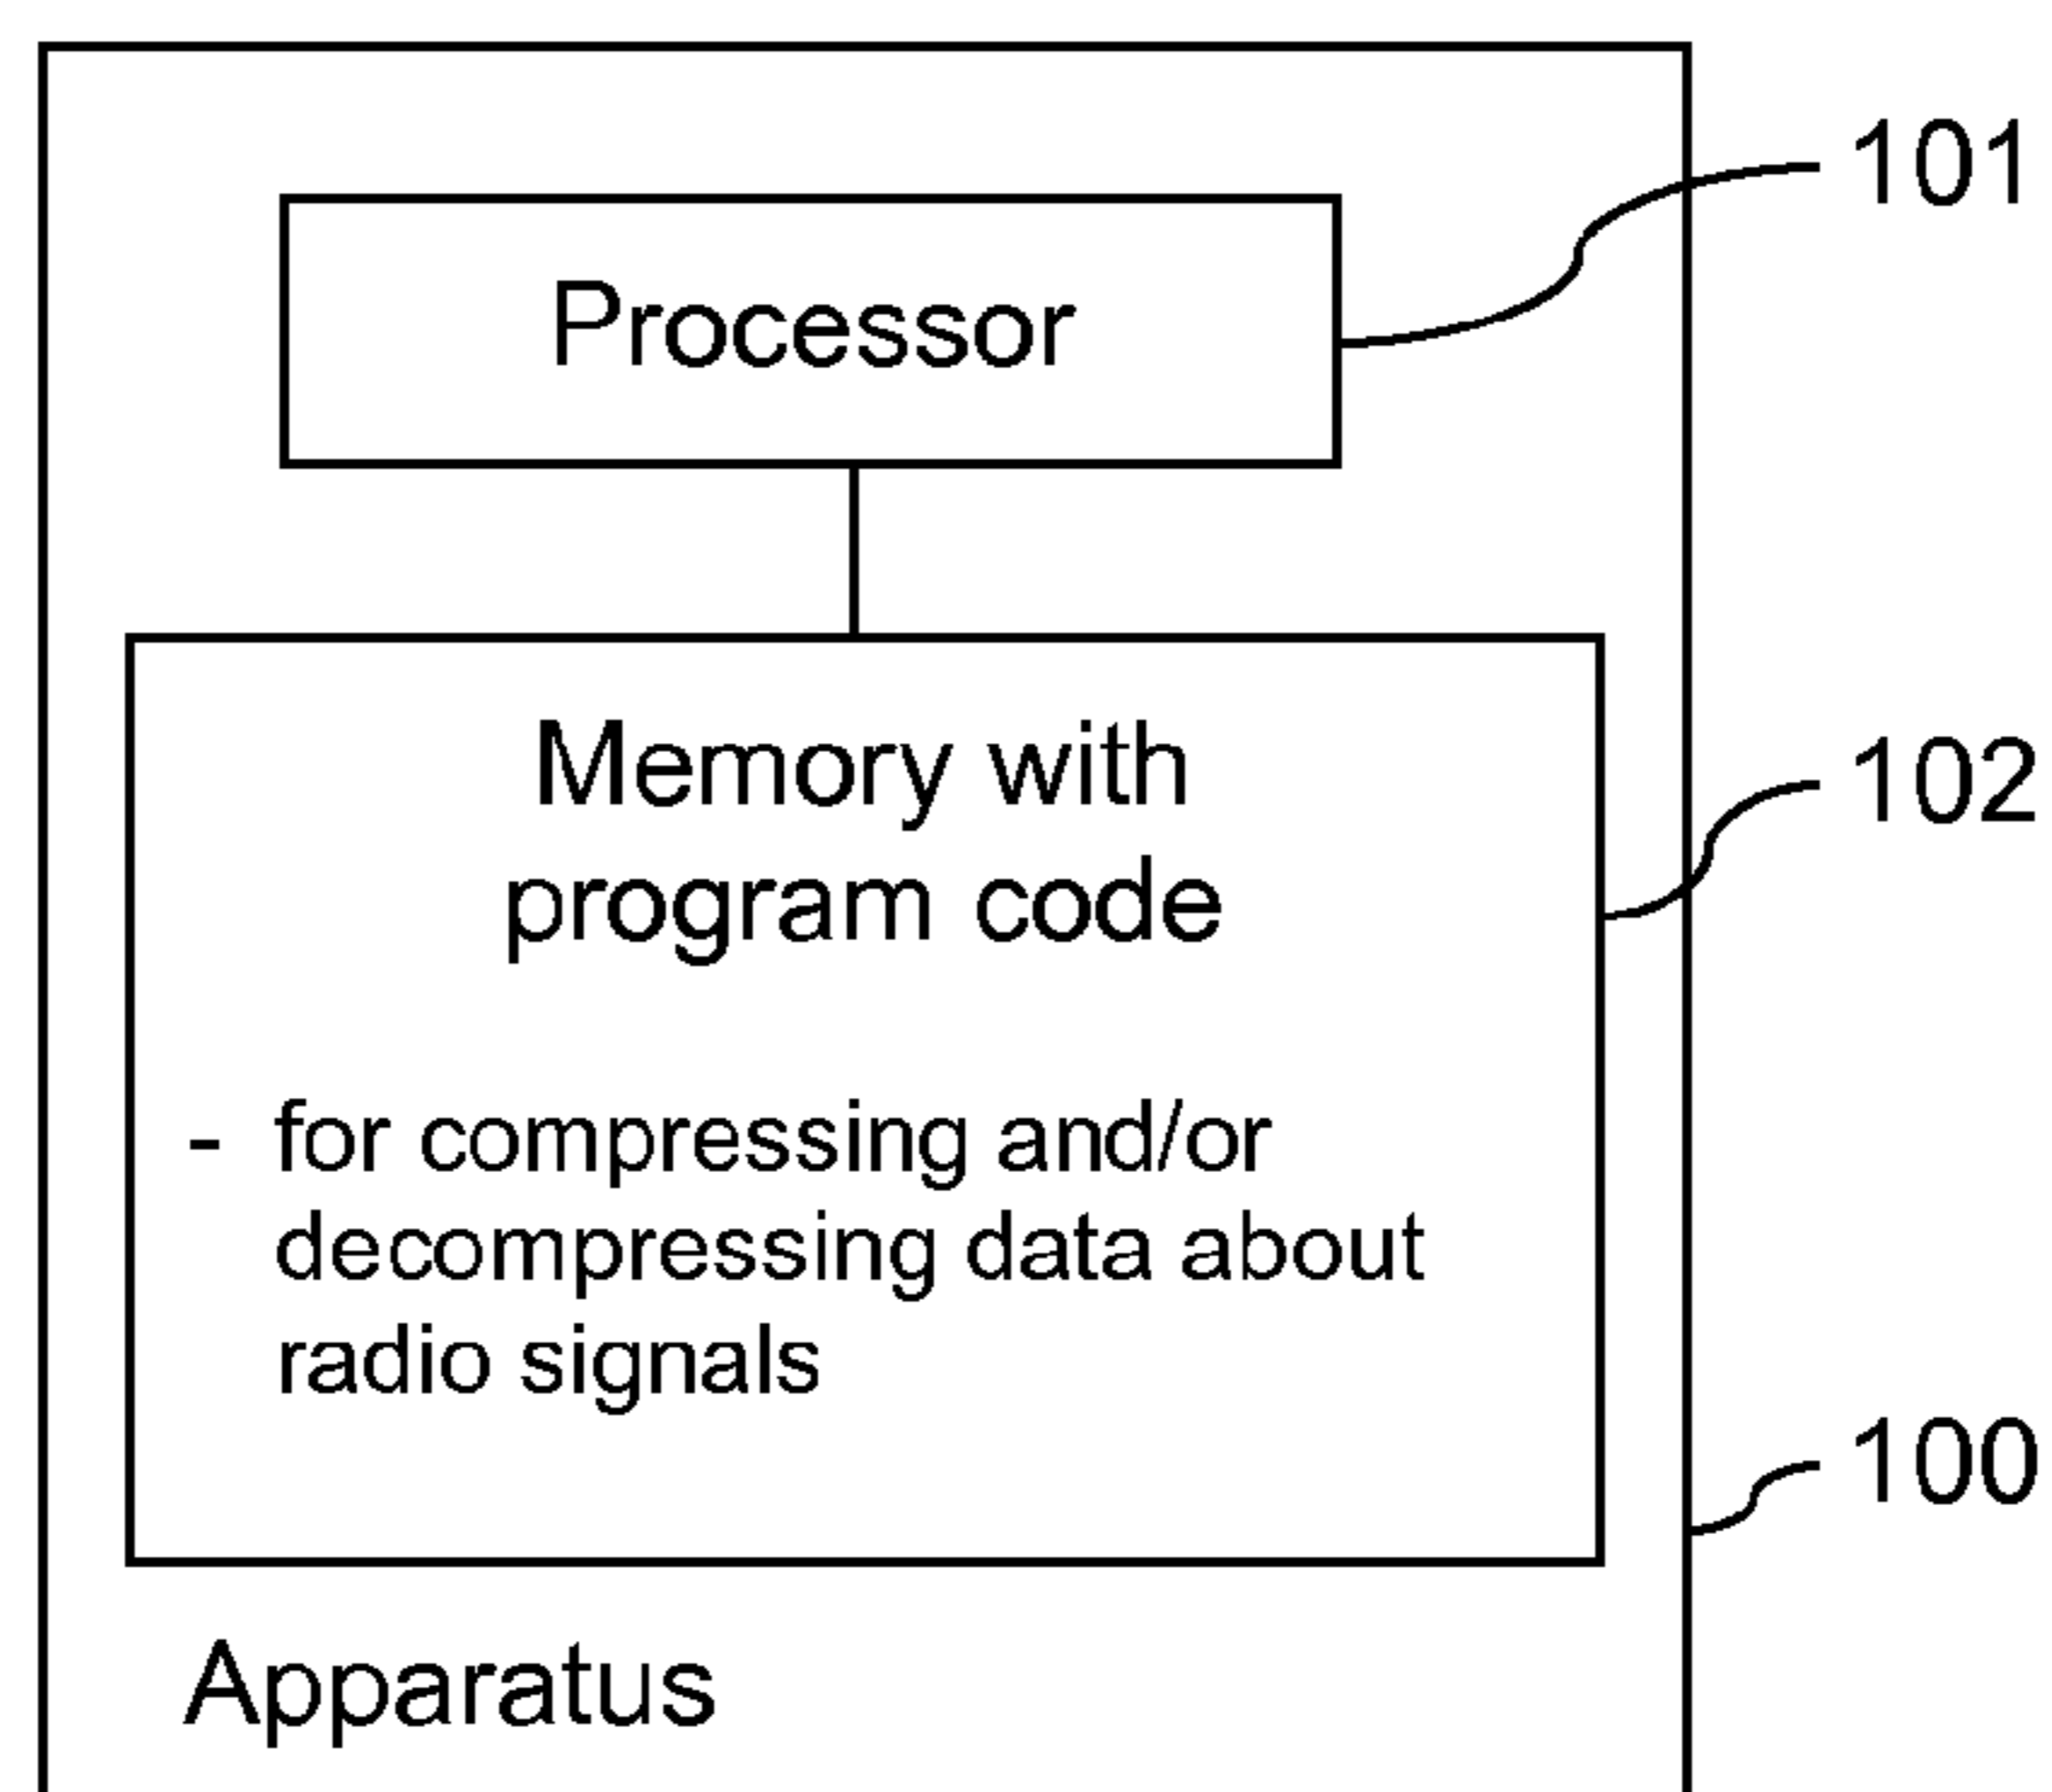 101
Processor
Memory with
102
program code
- for compressing and/or
decompressing data about
radio signals
100
Apparatus